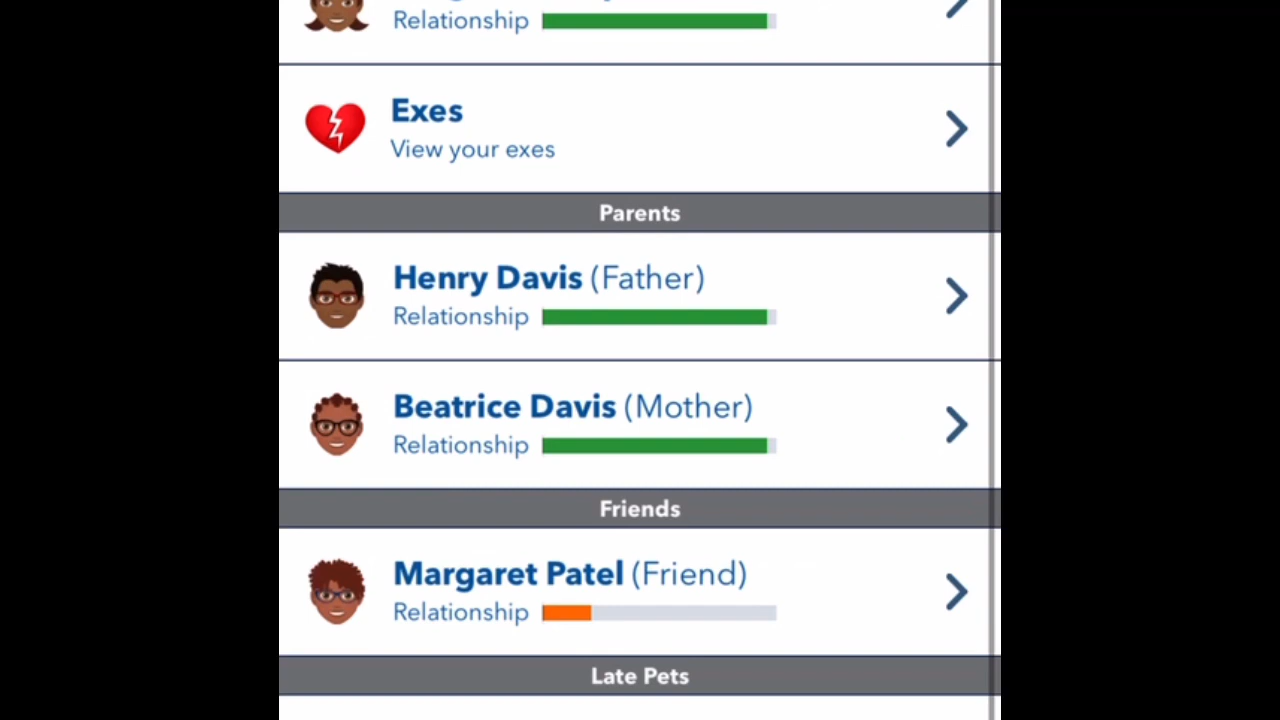 Relationship
Exes
View your exes
Parents
Henry Davis (Father)
Relationship
Beatrice Davis (Mother)
Relationship
Friends
Margaret Patel (Friend)
Relationship
Late Pets